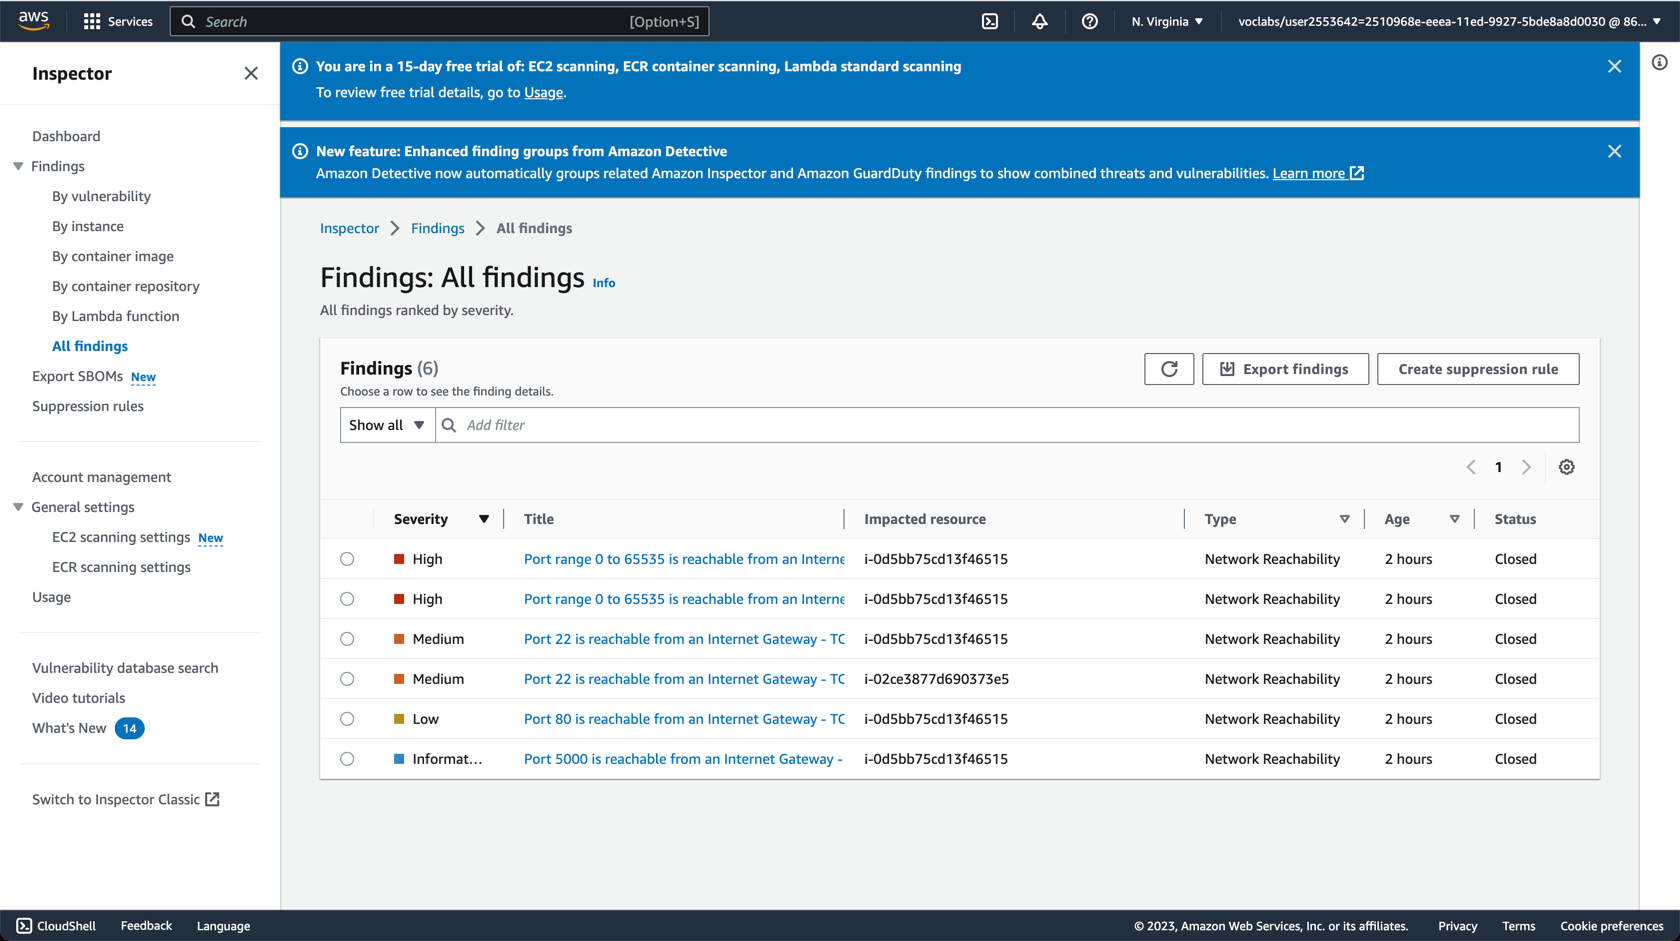 aws
Services
Search [Option+S]
N. Virginia
voclabs/user2553642=2510968e-eeea-11ed-9927-5bde8a8d0030 @ 86...
Inspector
Dashboard
Findings
By vulnerability
By instance
By container image
By container repository
By Lambda function
All findings
Export SBOMs New
Suppression rules
Account management
General settings
EC2 scanning settings New
ECR scanning settings
Usage
Vulnerability database search
Video tutorials
What's New 14
Switch to Inspector Classic
You are in a 15-day free trial of: EC2 scanning, ECR container scanning, Lambda standard scanning
To review free trial details, go to Usage.
New feature: Enhanced finding groups from Amazon Detective
Amazon Detective now automatically groups related Amazon Inspector and Amazon GuardDuty findings to show combined threats and vulnerabilities. Learn more
Inspector Findings All findings
Findings: All findings Info
All findings ranked by severity.
Findings (6)
Choose a row to see the finding details.
Export findings
Create suppression rule
Show all
Add filter
1
Severity Title Impacted resource Type Age Status
High Port range 0 to 65535 is reachable from an Interne i-0d5bb75cd13f46515 Network Reachability 2 hours Closed
High Port range 0 to 65535 is reachable from an Interne i-0d5bb75cd13f46515 Network Reachability 2 hours Closed
Medium Port 22 is reachable from an Internet Gateway - TC i-0d5bb75cd13f46515 Network Reachability 2 hours Closed
Medium Port 22 is reachable from an Internet Gateway - TC i-02ce3877d690373e5 Network Reachability 2 hours Closed
Low Port 80 is reachable from an Internet Gateway - TC i-0d5bb75cd13f46515 Network Reachability 2 hours Closed
Informat... Port 5000 is reachable from an Internet Gateway - i-0d5bb75cd13f46515 Network Reachability 2 hours Closed
CloudShell Feedback Language
© 2023, Amazon Web Services, Inc. or its affiliates. Privacy Terms Cookie preferences